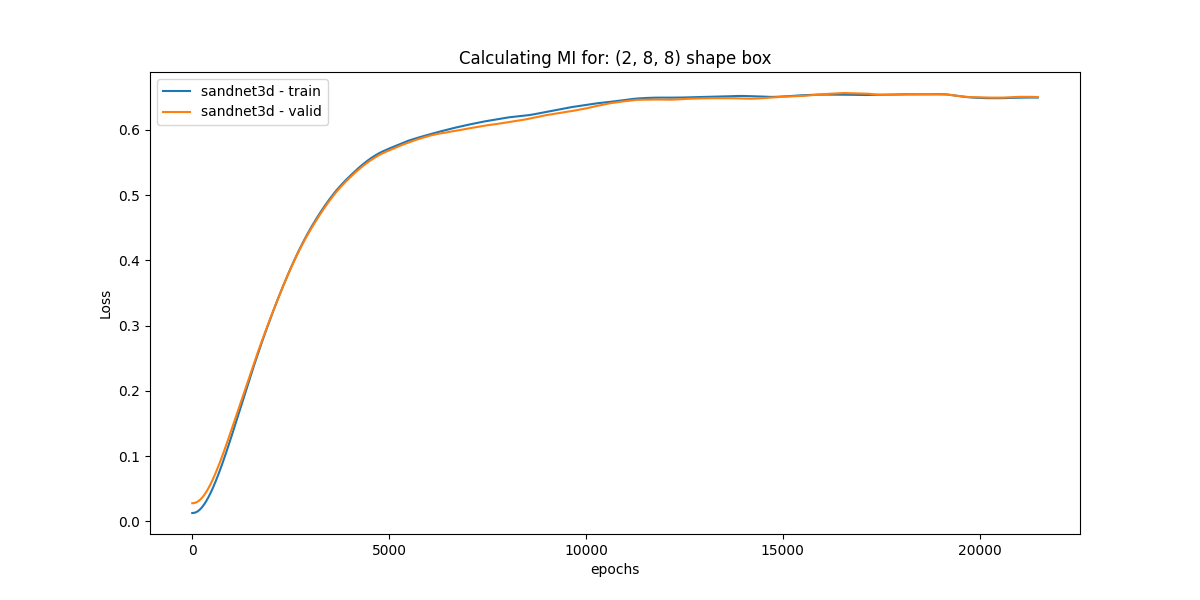 Calculating MI for: (2, 8, 8) shape box
sandnet3d - train
sandnet3d - valid
Loss
0.6
0.5
0.4
0.3
0.2
0.1
0.0
0 5000 10000 15000 20000
epochs